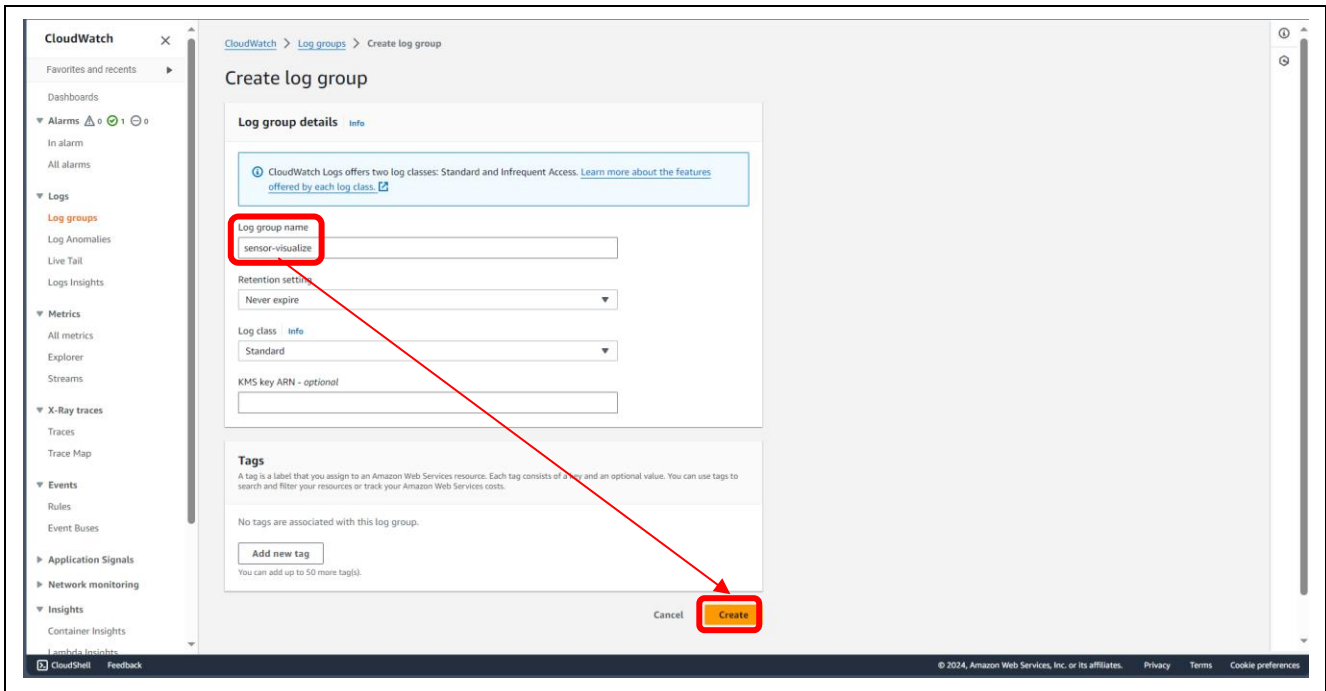 CloudWatch
Favorites and recents
Dashboards
Alarms 0 1 0
In alarm
All alarms
Logs
Log groups
Log Anomalies
Live Tail
Logs Insights
Metrics
All metrics
Explorer
Streams
X-Ray traces
Traces
Trace Map
Events
Rules
Event Buses
Application Signals
Network monitoring
Insights
Container Insights
Lambda Insights
CloudWatch > Log groups > Create log group
Create log group
Log group details Info
CloudWatch Logs offers two log classes: Standard and Infrequent Access. Learn more about the features
offered by each log class.
Log group name
sensor-visualize
Retention setting
Never expire
Log class Info
Standard
KMS key ARN - optional
Tags
A tag is a label that you assign to an Amazon Web Services resource. Each tag consists of a key and an optional value. You can use tags to
search and filter your resources or track your Amazon Web Services costs.
No tags are associated with this log group.
Add new tag
You can add up to 50 more tag(s).
Cancel Create
CloudShell Feedback © 2024, Amazon Web Services, Inc. or its affiliates. Privacy Terms Cookie preferences